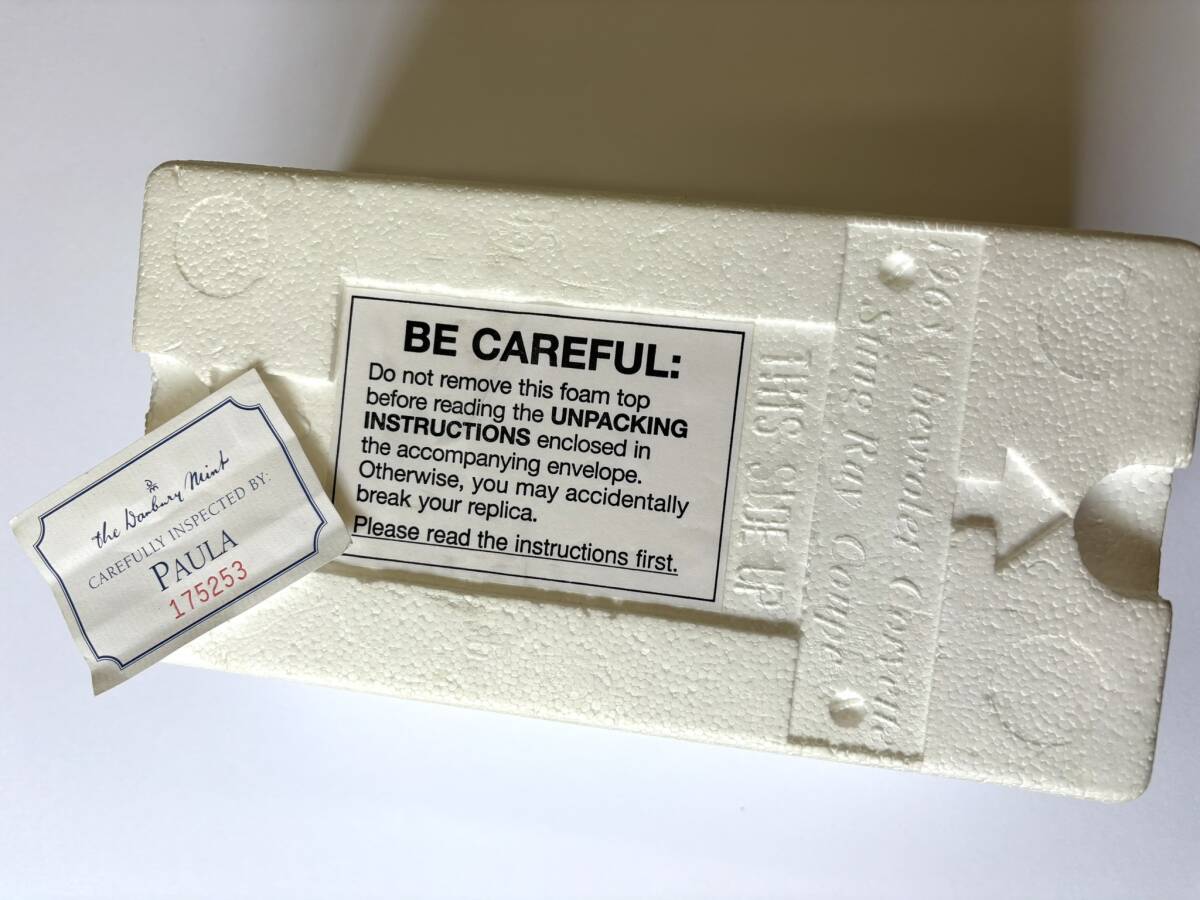 BE CAREFUL:
Do not remove this foam top
before reading the UNPACKING
INSTRUCTIONS enclosed in
the accompanying envelope.
Otherwise, you may accidentally
break your replica.
Please read the instructions first.
the Danbury Mint
CAREFULLY INSPECTED BY:
PAULA
175253
THIS SIDE UP
Chevrolet Corvette
Sting Ray Coupe